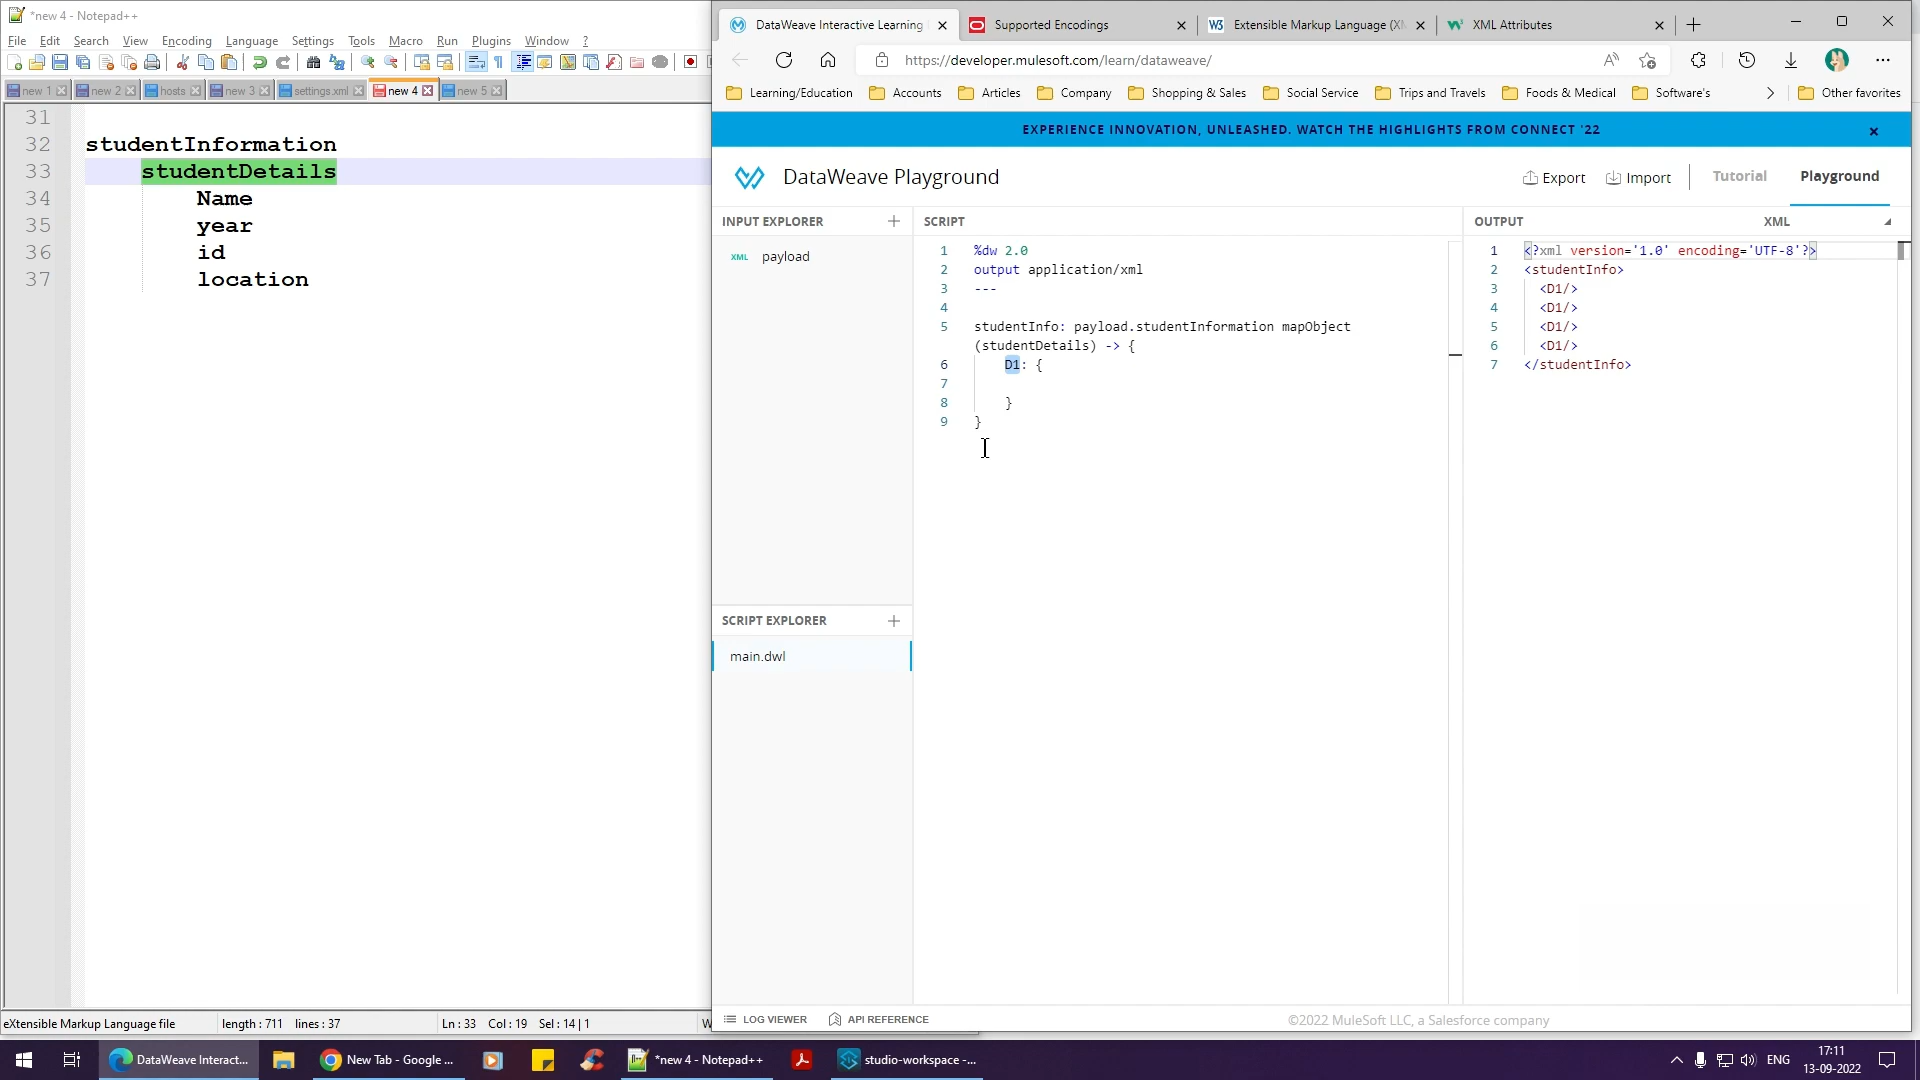 *new 4 - Notepad++
File Edit Search View Encoding Language Settings Tools Macro Run Plugins Window ?
new 1 new 2 hosts new 3 settings.xml new 4 new 5
31
32 studentInformation
33 studentDetails
34 Name
35 year
36 id
37 location
eXtensible Markup Language file length : 711 lines : 37 Ln : 33 Col : 19 Sel : 14 | 1 W
DataWeave Interactive Learning Supported Encodings Extensible Markup Language (XM XML Attributes
https://developer.mulesoft.com/learn/dataweave/
Learning/Education Accounts Articles Company Shopping & Sales Social Service Trips and Travels Foods & Medical Software's Other favorites
EXPERIENCE INNOVATION, UNLEASHED. WATCH THE HIGHLIGHTS FROM CONNECT '22
DataWeave Playground
Export Import Tutorial Playground
INPUT EXPLORER
XML payload
SCRIPT EXPLORER
main.dwl
SCRIPT
1 %dw 2.0
2 output application/xml
3 ---
4
5 studentInfo: payload.studentInformation mapObject
(studentDetails) -> {
6 D1: {
7
8 }
9 }
OUTPUT XML
1 <?xml version='1.0' encoding='UTF-8'?>
2 <studentInfo>
3 <D1/>
4 <D1/>
5 <D1/>
6 <D1/>
7 </studentInfo>
LOG VIEWER API REFERENCE ©2022 MuleSoft LLC, a Salesforce company
DataWeave Interact... New Tab - Google ... *new 4 - Notepad++ studio-workspace -... ENG 17:11
13-09-2022